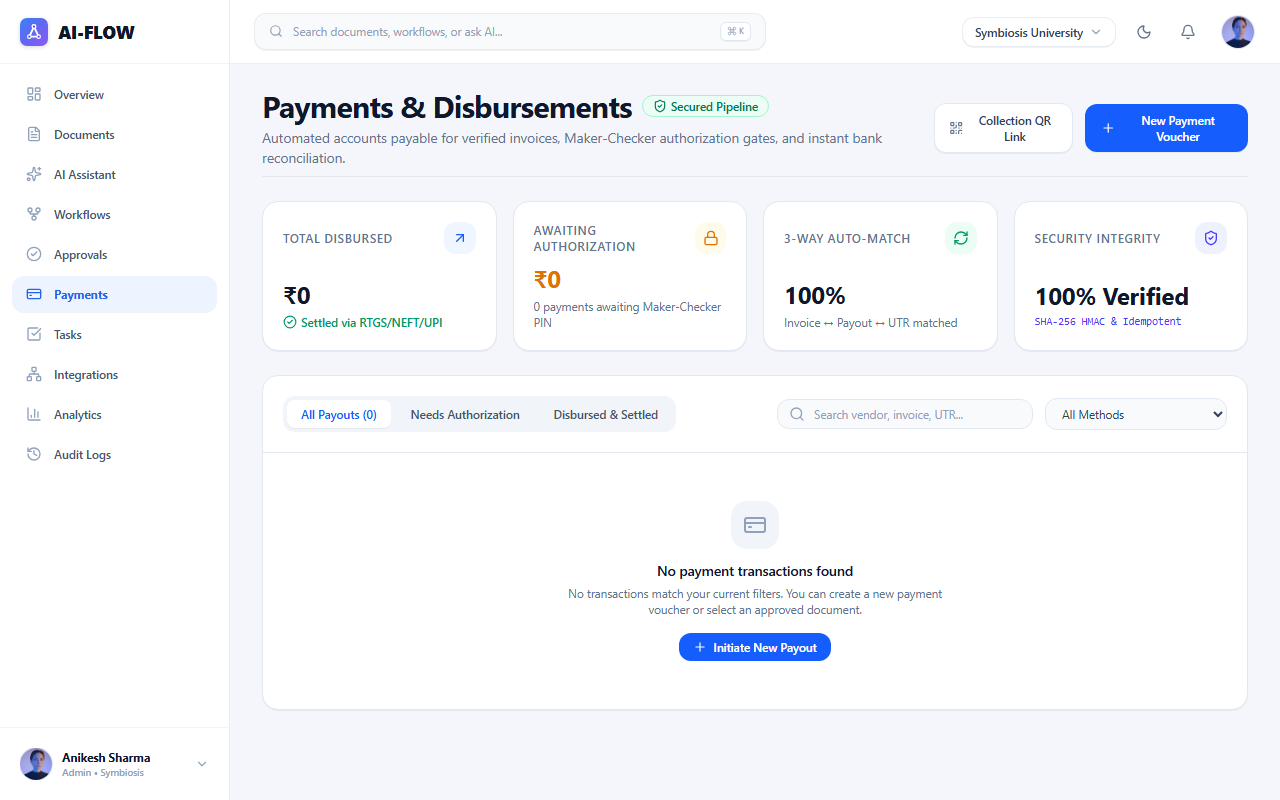 AI-FLOW
Search documents, workflows, or ask AI...
⌘ K
Symbiosis University
Overview
Documents
AI Assistant
Workflows
Approvals
Payments
Tasks
Integrations
Analytics
Audit Logs
Anikesh Sharma
Admin • Symbiosis
Payments & Disbursements
Secured Pipeline
Automated accounts payable for verified invoices, Maker-Checker authorization gates, and instant bank
reconciliation.
Collection QR
Link
New Payment
Voucher
TOTAL DISBURSED
₹0
Settled via RTGS/NEFT/UPI
AWAITING
AUTHORIZATION
₹0
0 payments awaiting Maker-Checker
PIN
3-WAY AUTO-MATCH
100%
Invoice ↔ Payout ↔ UTR matched
SECURITY INTEGRITY
100% Verified
SHA-256 HMAC & Idempotent
All Payouts (0)
Needs Authorization
Disbursed & Settled
Search vendor, invoice, UTR...
All Methods
No payment transactions found
No transactions match your current filters. You can create a new payment
voucher or select an approved document.
Initiate New Payout